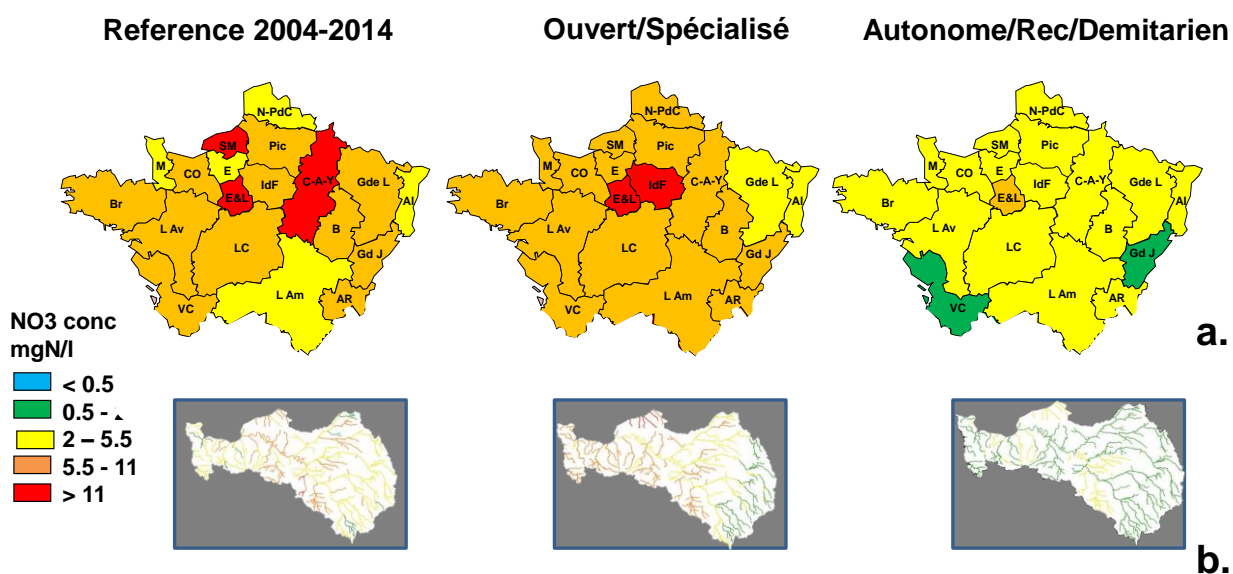 Reference 2004-2014
Ouvert/Spécialisé
Autonome/Rec/Demitarien
N-PdC
SM
Pic
M
CO
E
IdF
C-A-Y
Gde L
Al
E&L
Br
L Av
LC
B
Gd J
L Am
AR
VC
N-PdC
SM
Pic
M
CO
E
IdF
C-A-Y
Gde L
Al
E&L
Br
L Av
LC
B
Gd J
L Am
AR
VC
N-PdC
SM
Pic
M
CO
E
IdF
C-A-Y
Gde L
Al
E&L
Br
L Av
LC
B
Gd J
L Am
AR
VC
a.
NO3 conc
mgN/l
< 0.5
0.5 -
2 – 5.5
5.5 - 11
> 11
b.